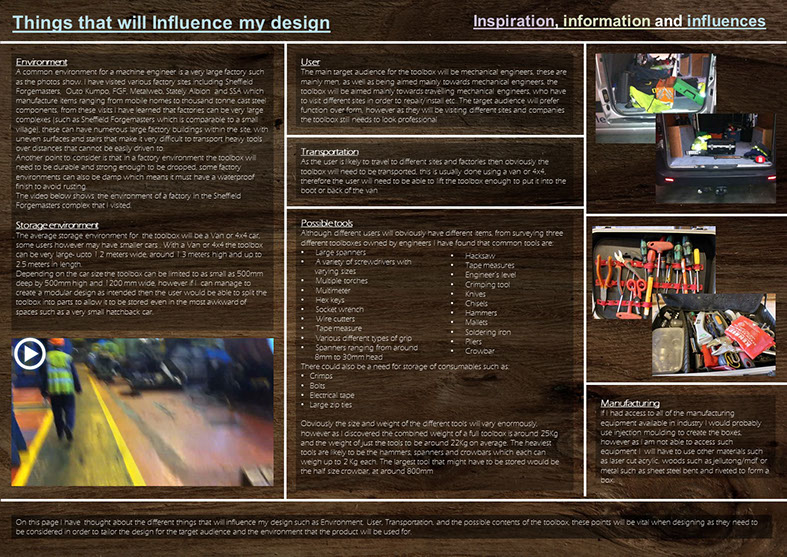 Things that will Influence my design
Inspiration, information and influences
Environment
A common environment for a machine engineer is a very large factory such
as the photos show. I have visited various factory sites including Sheffield
Forgemasters, Outo Kumpo, FGF, Metalweb, Stately Albion and SSA which
manufacture items ranging from mobile homes to thousand tonne cast steel
components, from these visits I have learned that factories can be very large
complexes (such as Sheffield Forgemasters which is comparable to a small
village), these can have numerous large factory buildings within the site, with
uneven surfaces and stairs that make it very difficult to transport heavy tools
over distances that cannot be easily driven to.
Another point to consider is that in a factory environment the toolbox will
need to be durable and strong enough to be dropped, some factory
environments can also be damp which means it must have a waterproof
finish to avoid rusting.
The video below shows the environment of a factory in the Sheffield
Forgemasters complex that I visited.
Storage environment
The average storage environment for the toolbox will be a Van or 4x4 car,
some users however may have smaller cars . With a Van or 4x4 the toolbox
can be very large- upto 1.2 meters wide, around 1.3 meters high and up to
2.5 meters in length.
Depending on the car size the toolbox can be limited to as small as 500mm
deep by 500mm high and 1200 mm wide, however if I can manage to
create a modular design as intended then the user would be able to split the
toolbox into parts to allow it to be stored even in the most awkward of
spaces such as a very small hatchback car.
User
The main target audience for the toolbox will be mechanical engineers, these are
mainly men, as well as being aimed mainly towards mechanical engineers, the
toolbox will be aimed mainly towards travelling mechanical engineers, who have
to visit different sites in order to repair/install etc. The target audience will prefer
function over form, however as they will be visiting different sites and companies
the toolbox still needs to look professional
Transportation
As the user is likely to travel to different sites and factories then obviously the
toolbox will need to be transported, this is usually done using a van or 4x4,
therefore the user will need to be able to lift the toolbox enough to put it into the
boot or back of the van
Possible tools
Although different users will obviously have different items, from surveying three
different toolboxes owned by engineers I have found that common tools are:
• Large spanners
• A variety of screwdrivers with
varying sizes
• Multiple torches
• Multimeter
• Hex keys
• Socket wrench
• Wire cutters
• Tape measure
• Various different types of grip
• Spanners ranging from around
8mm to 30mm head
• Hacksaw
• Tape measures
• Engineer's level
• Crimping tool
• Knives
• Chisels
• Hammers
• Mallets
• Soldering iron
• Pliers
• Crowbar
There could also be a need for storage of consumables such as:
• Crimps
• Bolts
• Electrical tape
• Large zip ties
Obviously the size and weight of the different tools will vary enormously,
however as I discovered the combined weight of a full toolbox is around 25Kg
and the weight of just the tools to be around 22Kg on average. The heaviest
tools are likely to be the hammers, spanners and crowbars which each can
weigh up to 2 Kg each. The largest tool that might have to be stored would be
the half size crowbar, at around 800mm
Manufacturing
If I had access to all of the manufacturing
equipment available in Industry I would probably
use injection moulding to create the boxes,
however as I am not able to access such
equipment I will have to use other materials such
as laser cut acrylic, woods such as jellutong/mdf or
metal such as sheet steel bent and riveted to form a
box.
On this page I have thought about the different things that will influence my design such as Environment, User, Transportation, and the possible contents of the toolbox, these points will be vital when designing as they need to
be considered in order to tailor the design for the target audience and the environment that the product will be used for.